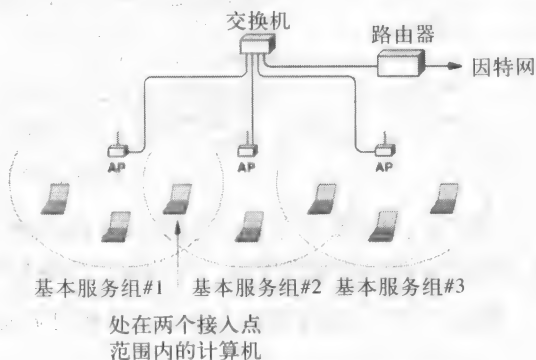 交换机
路由器
因特网
AP AP AP
基本服务组#1 基本服务组#2 基本服务组#3
处在两个接入点
范围内的计算机